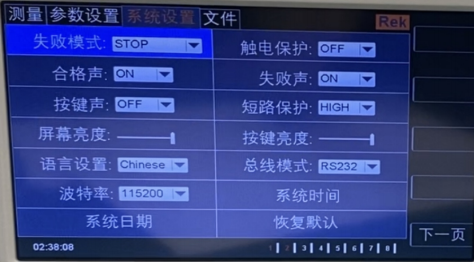 测量 参数设置 系统设置 文件 Rek
失败模式: STOP 触电保护: OFF
合格声: ON 失败声: ON
按键声: OFF 短路保护: HIGH
屏幕亮度: 按键亮度:
语言设置: Chinese 总线模式: RS232
波特率: 115200 系统时间
系统日期 恢复默认
下一页
02:38:08 1 2 3 4 5 6 7 8